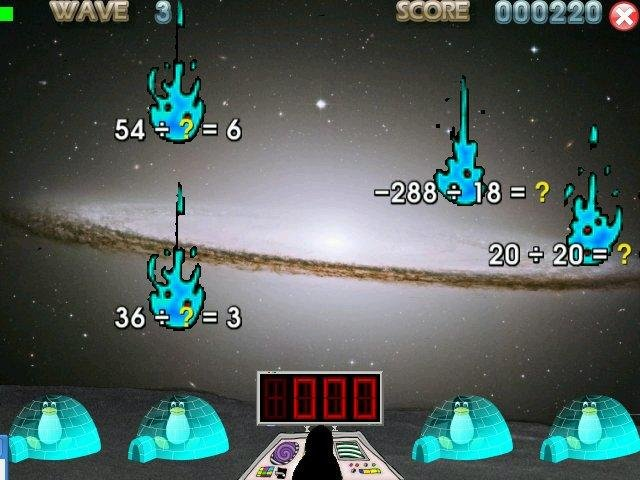 WAVE 3 SCORE 000220
54 ÷ ? = 6
-288 ÷ 18 = ?
20 ÷ 20 = ?
36 ÷ ? = 3
000